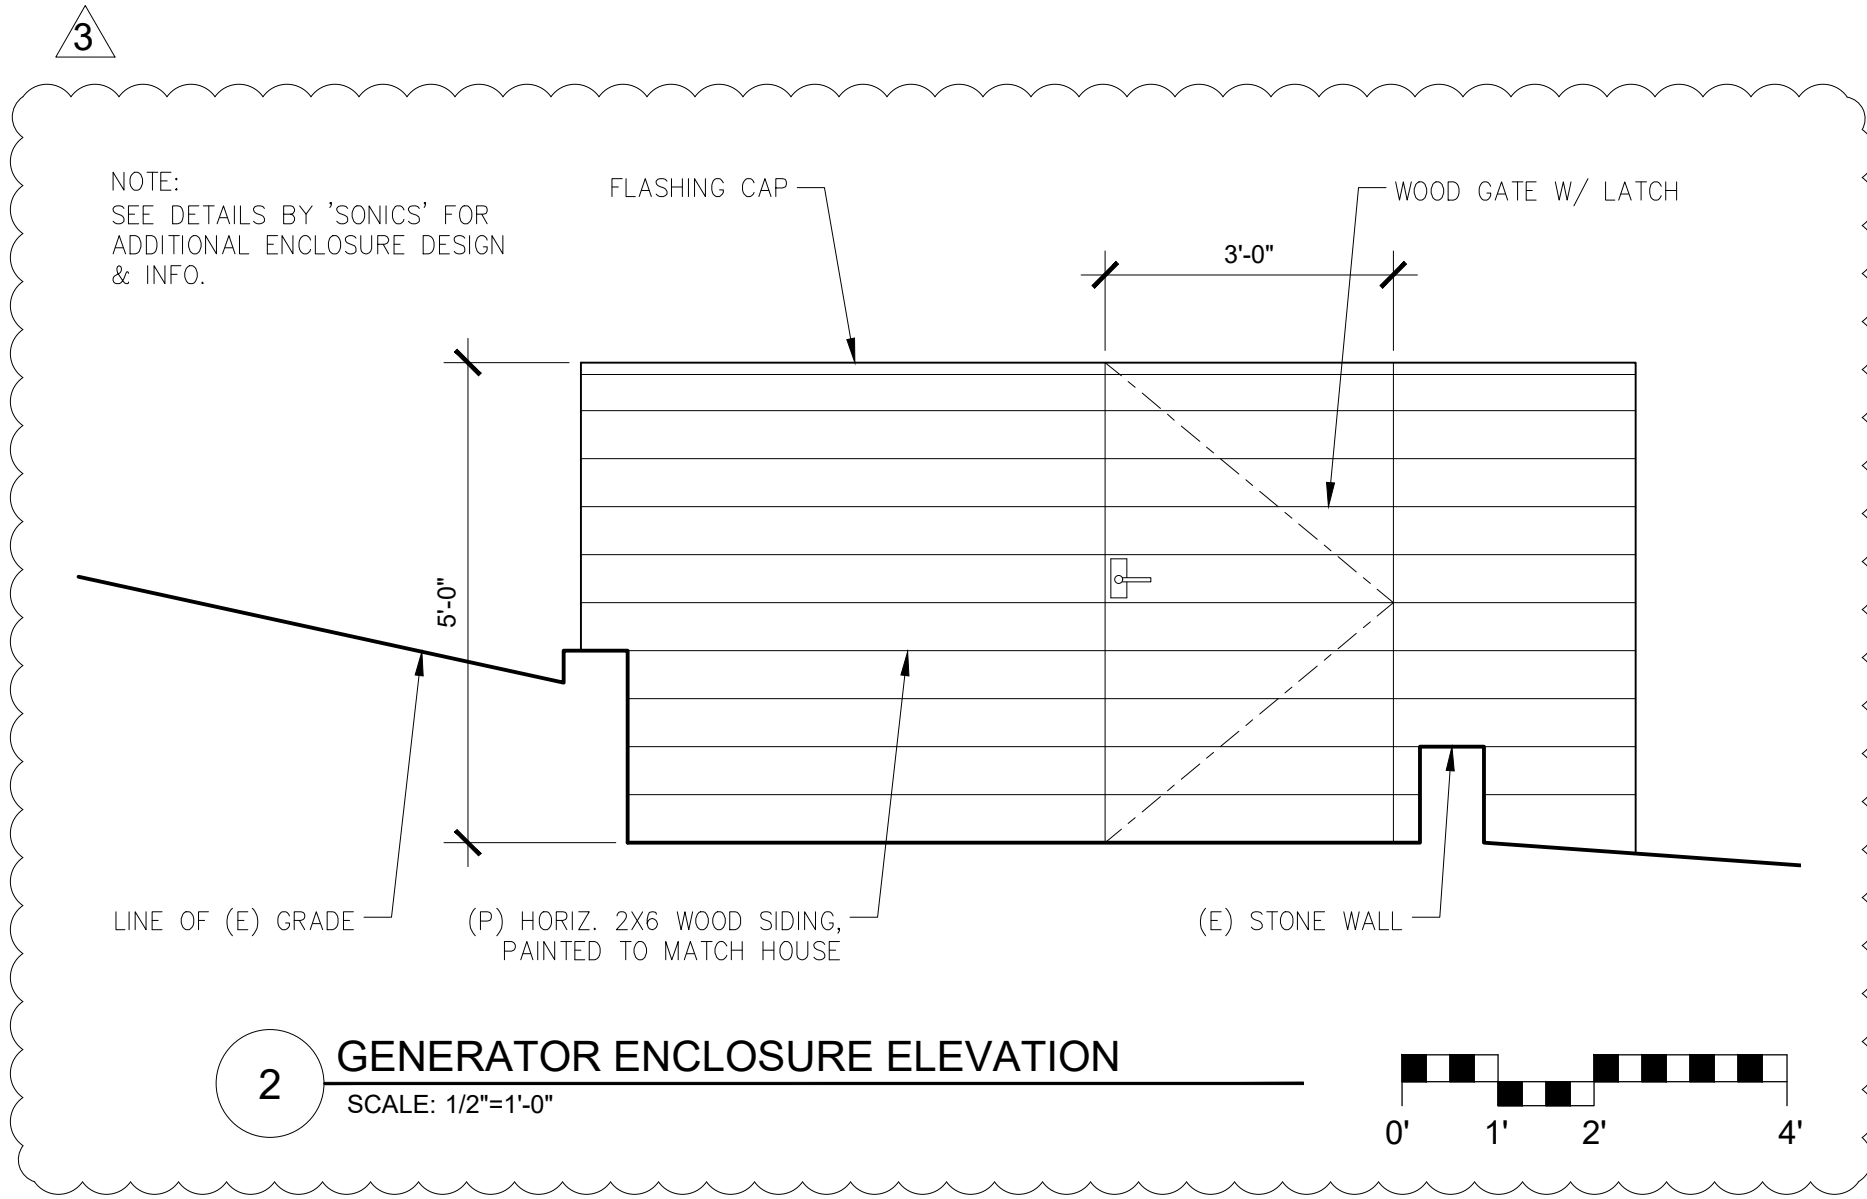 3
NOTE:
SEE DETAILS BY 'SONICS' FOR
ADDITIONAL ENCLOSURE DESIGN
& INFO.
FLASHING CAP
WOOD GATE W/ LATCH
3'-0"
5'-0"
LINE OF (E) GRADE
(P) HORIZ. 2X6 WOOD SIDING,
PAINTED TO MATCH HOUSE
(E) STONE WALL
2
GENERATOR ENCLOSURE ELEVATION
SCALE: 1/2"=1'-0"
0' 1' 2' 4'